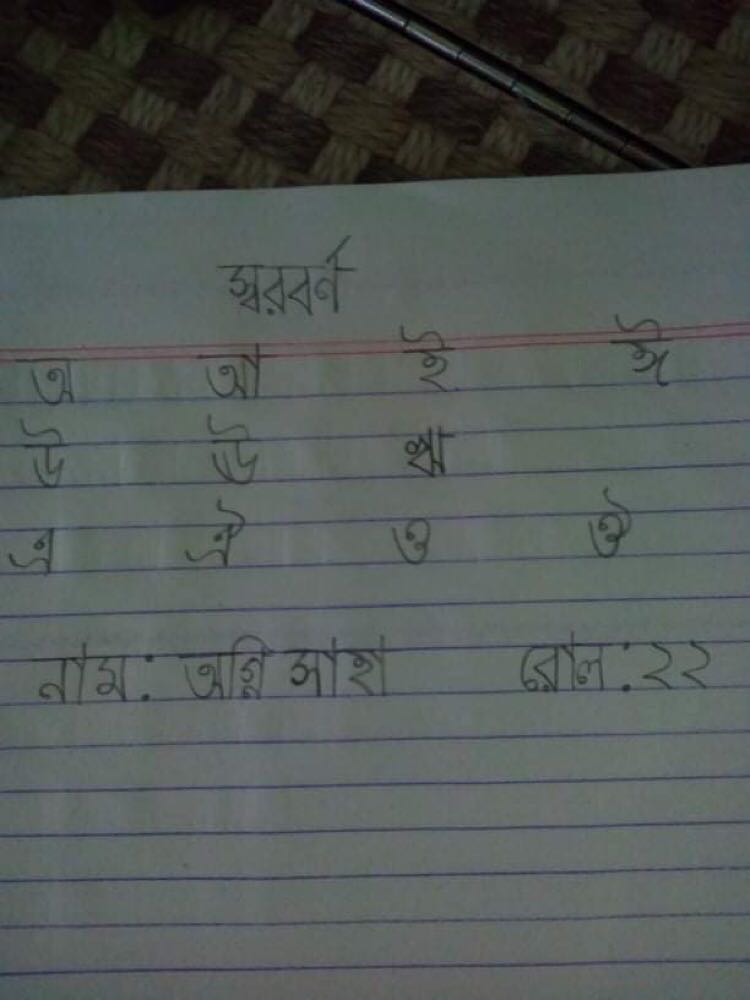 স্বরবর্ন
অ আ ই ঈ
উ ঊ ঋ
এ ঐ ও ঔ
নাম: অগ্নি সাহা রোল: ২২